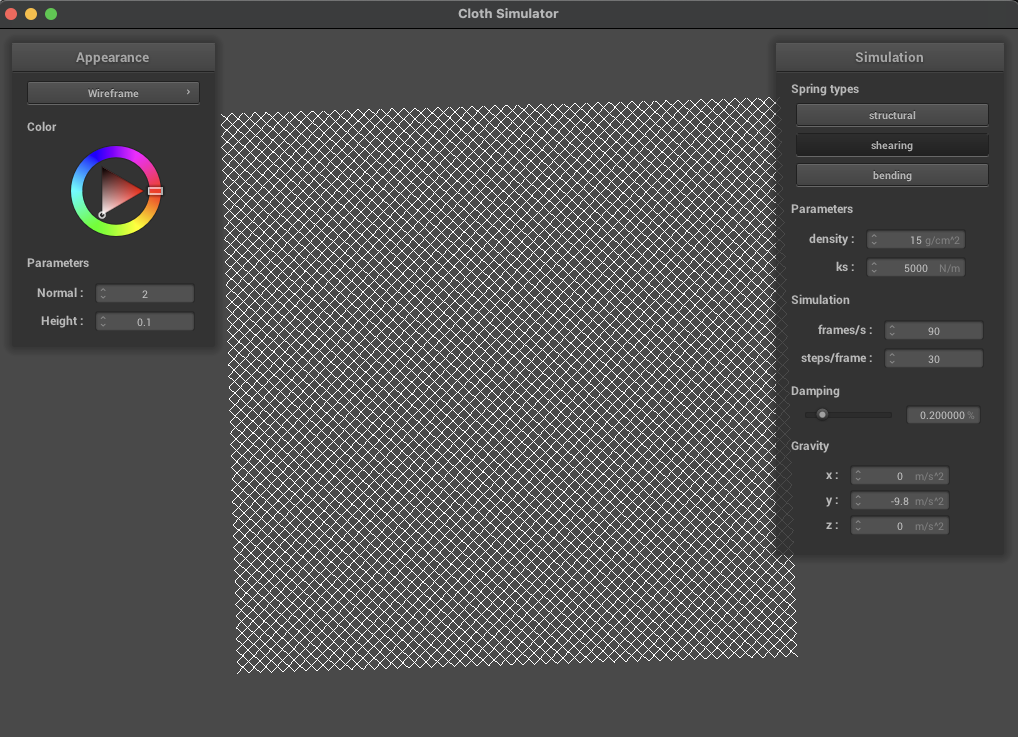 Cloth Simulator
Appearance
Wireframe
Color
Parameters
Normal : 2
Height : 0.1
Simulation
Spring types
structural
shearing
bending
Parameters
density : 15 g/cm^2
ks : 5000 N/m
Simulation
frames/s : 90
steps/frame : 30
Damping
0.200000 %
Gravity
x : 0 m/s^2
y : -9.8 m/s^2
z : 0 m/s^2